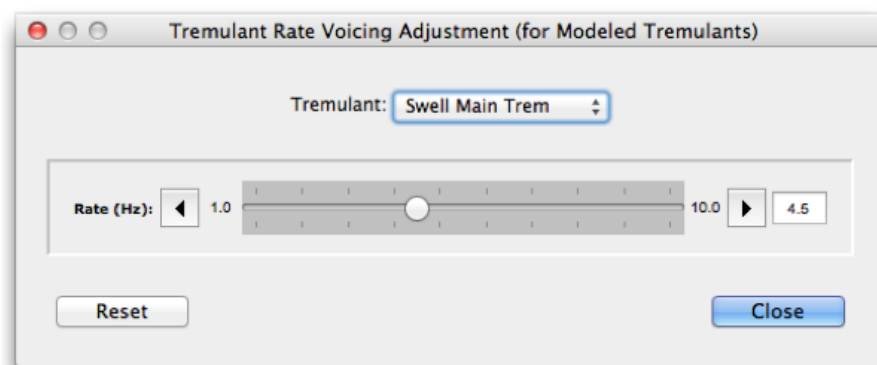 Tremulant Rate Voicing Adjustment (for Modeled Tremulants)
Tremulant: Swell Main Trem
Rate (Hz): 1.0 10.0 4.5
Reset Close